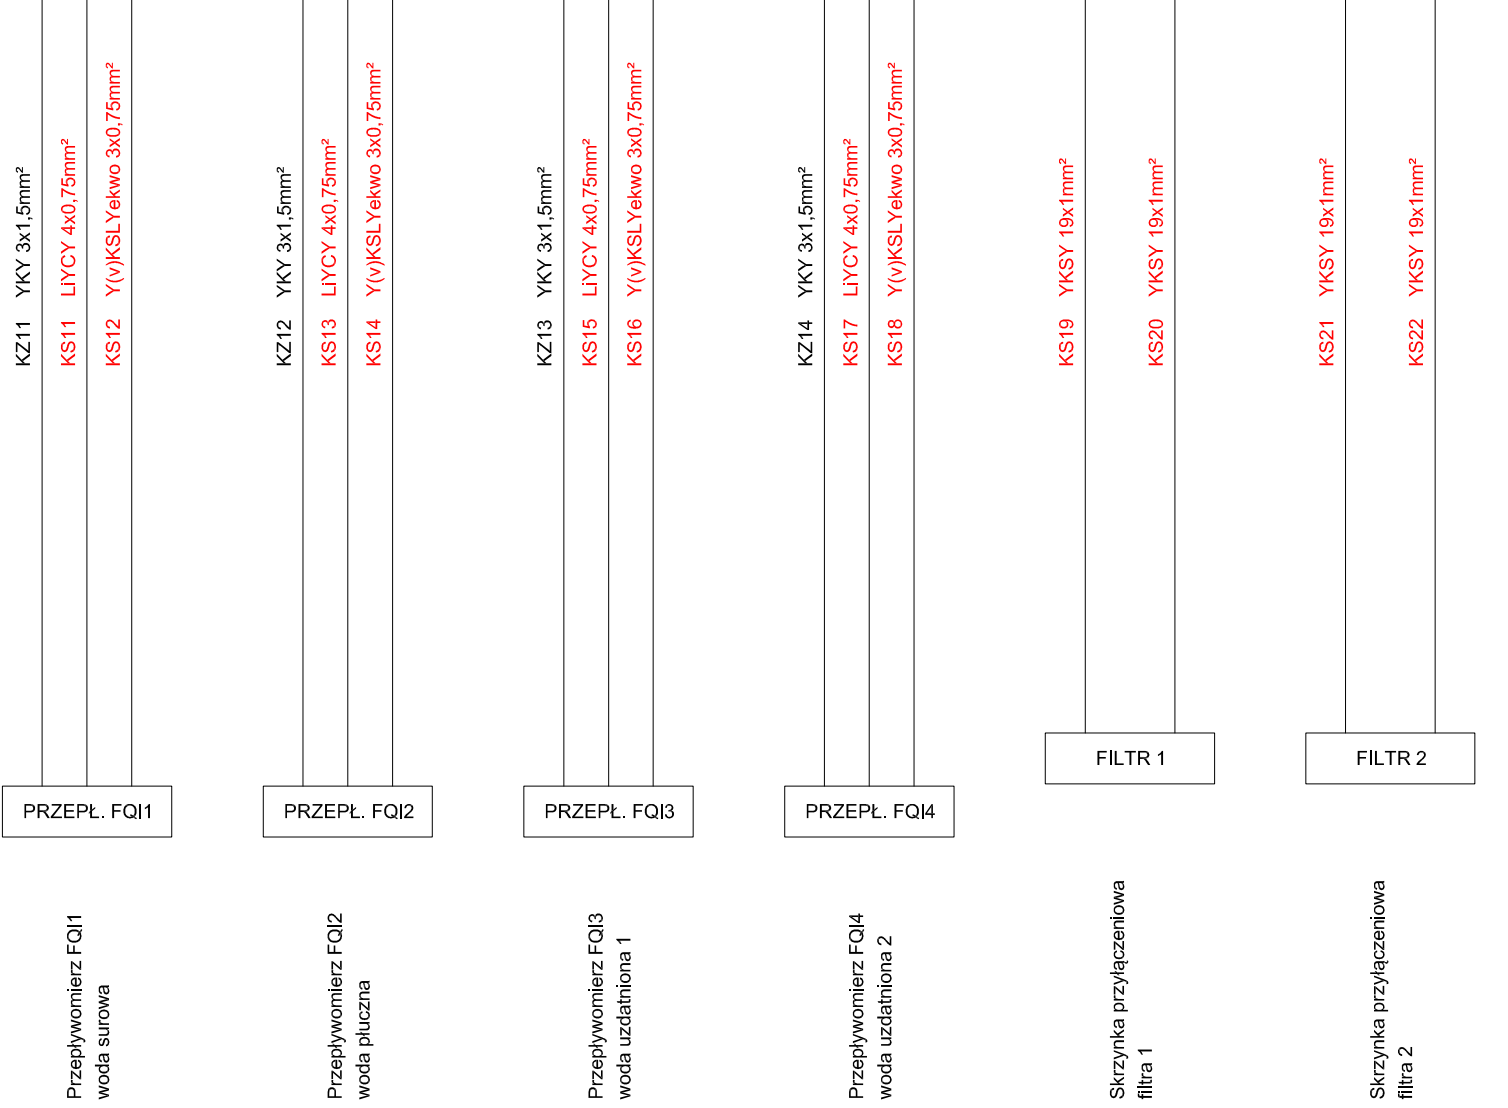 KZ11 YKY 3x1,5mm²
KS11 LiYCY 4x0,75mm²
KS12 Y(v)KSLYekwo 3x0,75mm²
PRZEPŁ. FQI1
Przepływomierz FQI1
woda surowa
KZ12 YKY 3x1,5mm²
KS13 LiYCY 4x0,75mm²
KS14 Y(v)KSLYekwo 3x0,75mm²
PRZEPŁ. FQI2
Przepływomierz FQI2
woda płuczna
KZ13 YKY 3x1,5mm²
KS15 LiYCY 4x0,75mm²
KS16 Y(v)KSLYekwo 3x0,75mm²
PRZEPŁ. FQI3
Przepływomierz FQI3
woda uzdatniona 1
KZ14 YKY 3x1,5mm²
KS17 LiYCY 4x0,75mm²
KS18 Y(v)KSLYekwo 3x0,75mm²
PRZEPŁ. FQI4
Przepływomierz FQI4
woda uzdatniona 2
KS19 YKSY 19x1mm²
KS20 YKSY 19x1mm²
FILTR 1
Skrzynka przyłączeniowa
filtra 1
KS21 YKSY 19x1mm²
KS22 YKSY 19x1mm²
FILTR 2
Skrzynka przyłączeniowa
filtra 2